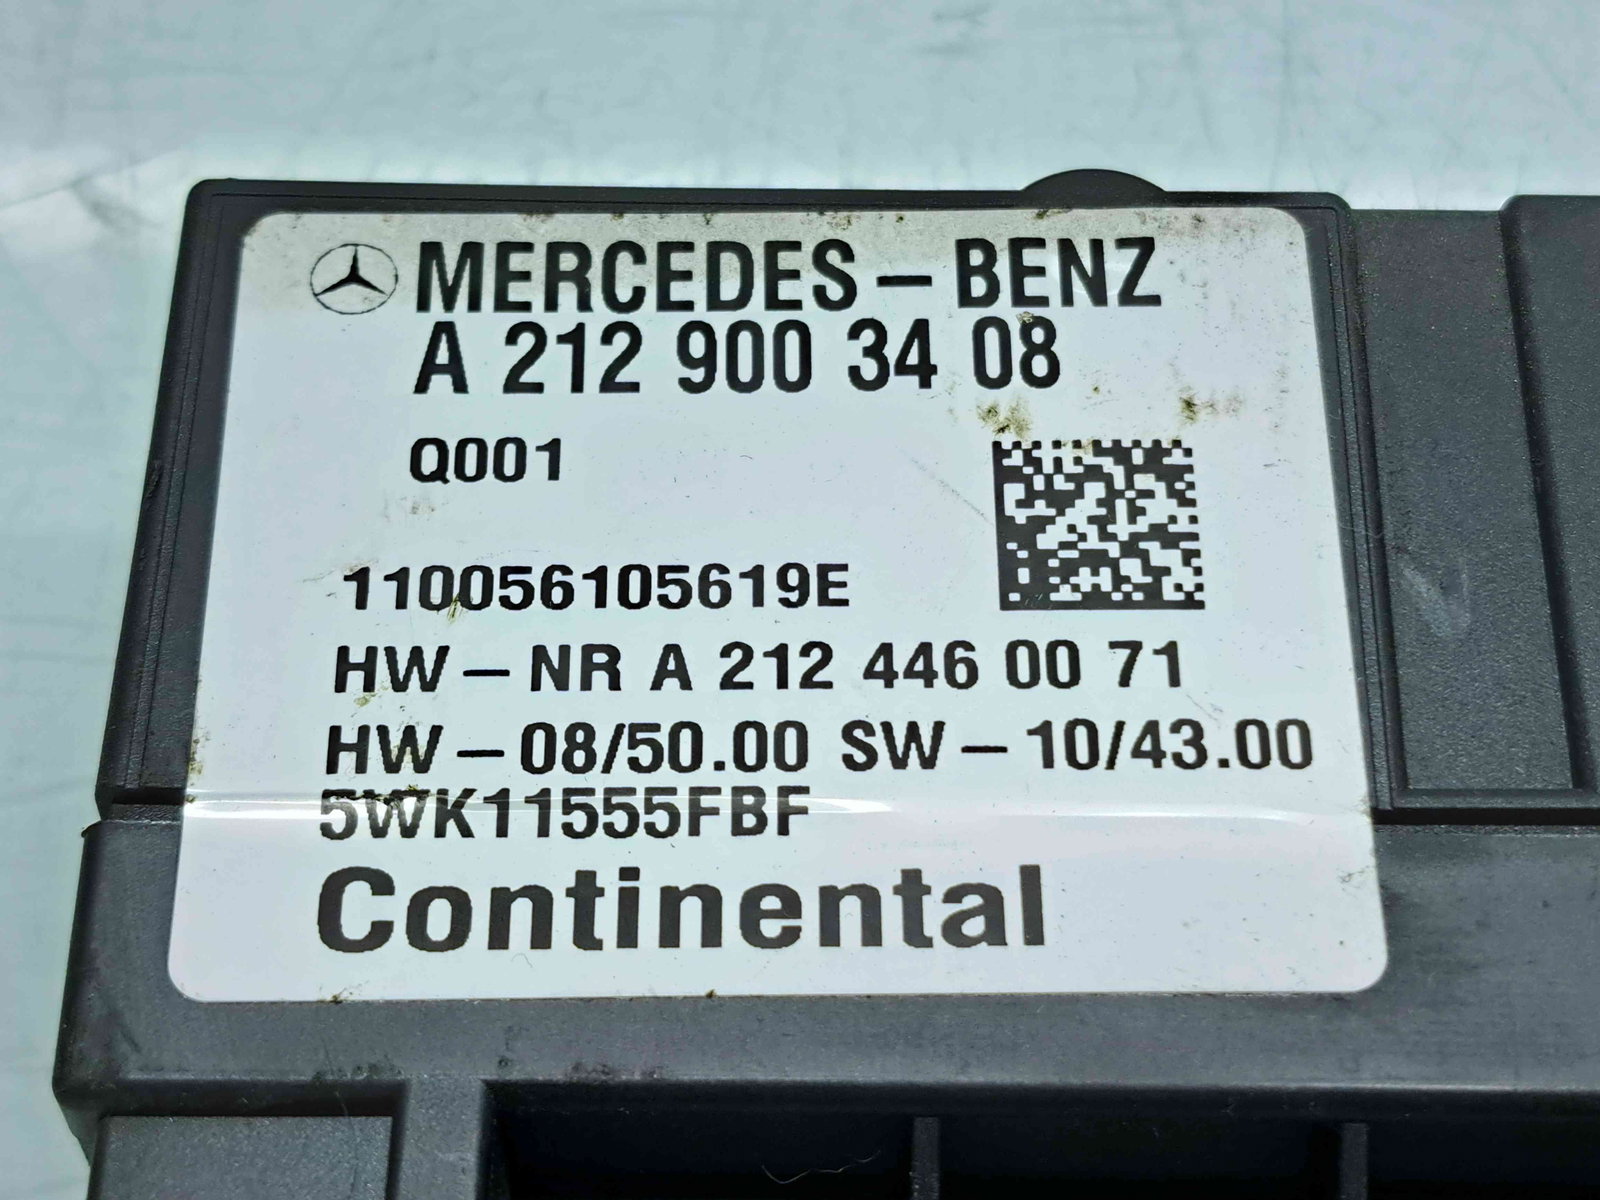 MERCEDES-BENZ
A 212 900 34 08
Q001
110056105619E
HW-NR A 212 446 00 71
HW-08/50.00 SW-10/43.00
5WK11555FBF
Continental